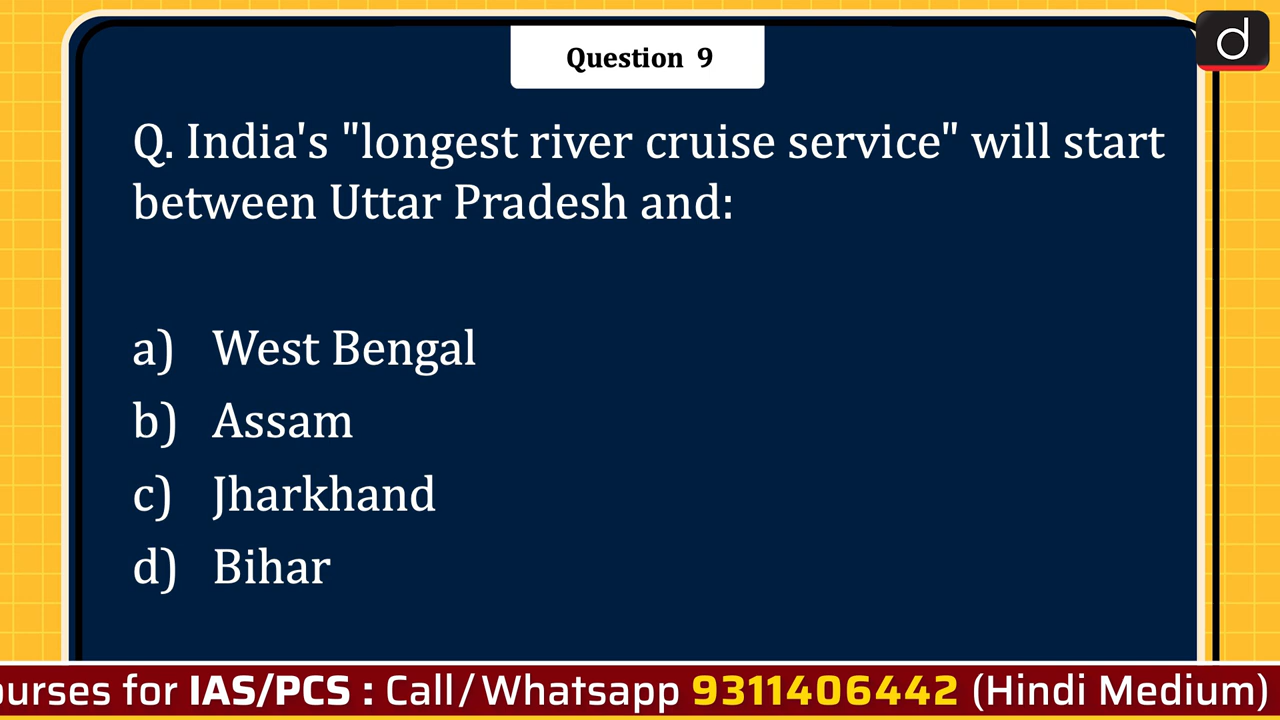 d
Question 9
Q. India's "longest river cruise service" will start
between Uttar Pradesh and:
a) West Bengal
b) Assam
c) Jharkhand
d) Bihar
ourses for IAS/PCS : Call/Whatsapp 9311406442 (Hindi Medium)